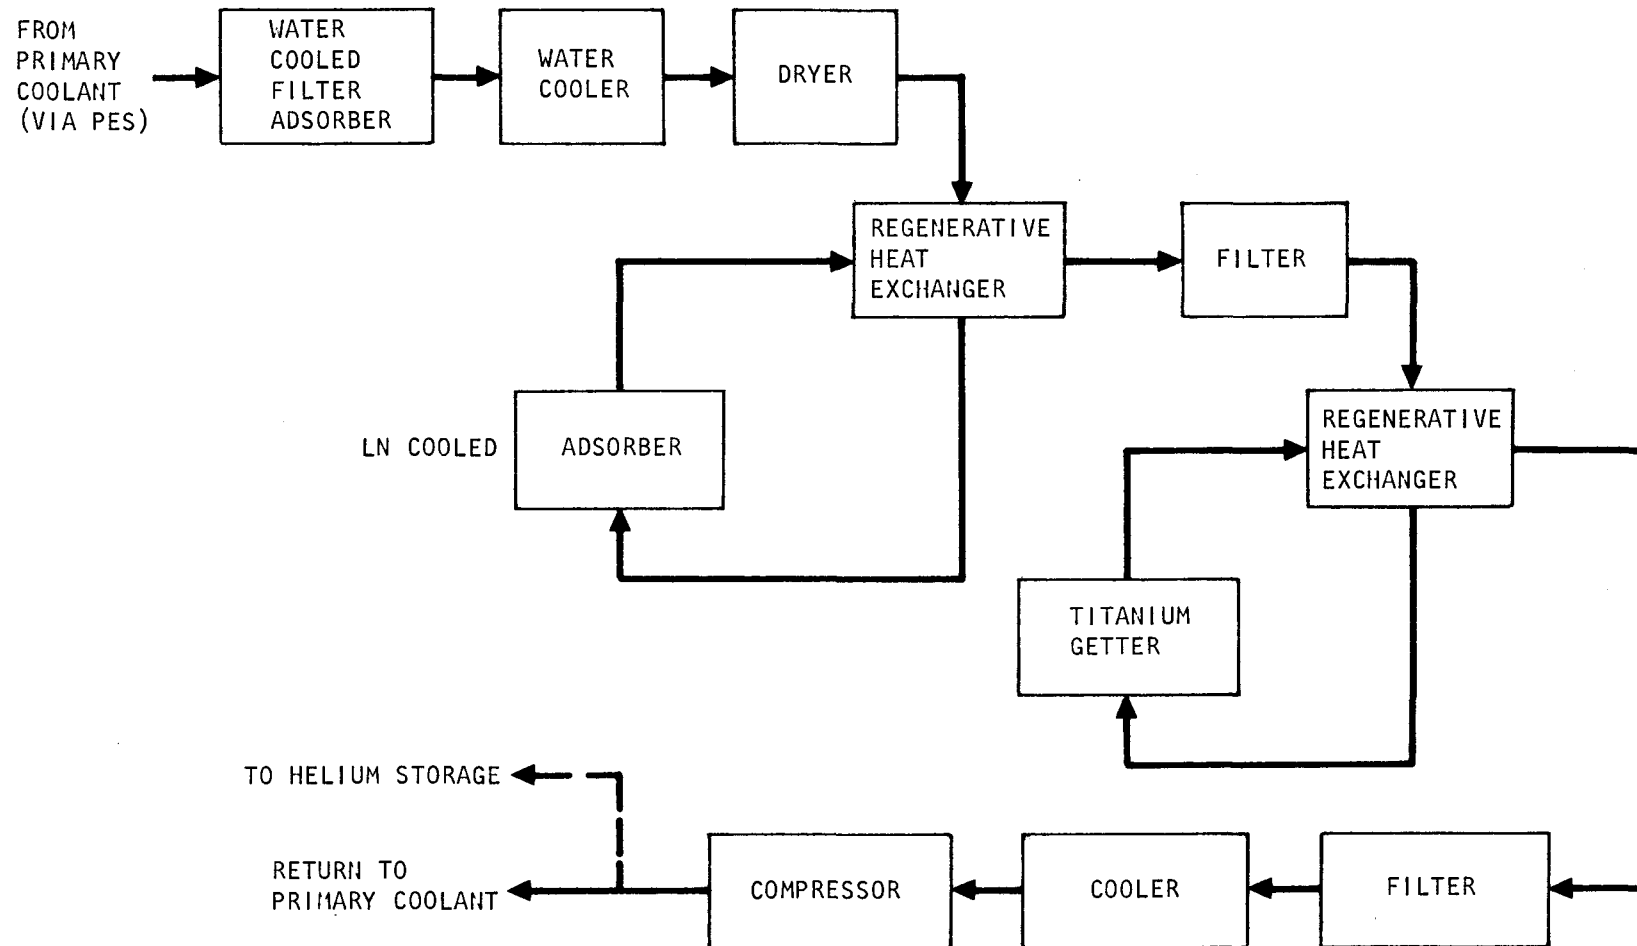 FROM
PRIMARY
COOLANT
(VIA PES)
WATER
COOLED
FILTER
ADSORBER
WATER
COOLER
DRYER
REGENERATIVE
HEAT
EXCHANGER
FILTER
LN COOLED
ADSORBER
REGENERATIVE
HEAT
EXCHANGER
TITANIUM
GETTER
TO HELIUM STORAGE
RETURN TO
PRIMARY COOLANT
COMPRESSOR
COOLER
FILTER